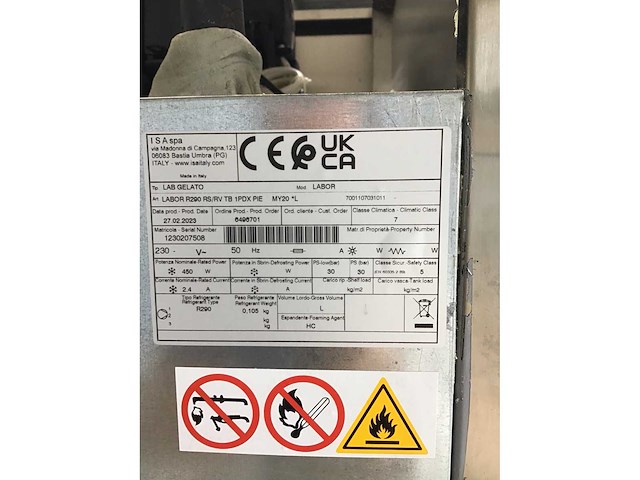 I S A spa
via Madonna di Campagna,123
06083 Bastia Umbra (PG)
ITALY - www.isaitaly.com
Made in Italy
CE UK CA
Tip LAB GELATO Mod LABOR
Art. LABOR R290 RS/RV TB 1PDX PIE MY20 *L 7001107031011
Data prod - Prod. Date Ordine Prod. - Prod. Order Ord. cliente - Cust. Order Classe Climatica - Climatic Class
27.02.2023 6496701 7
Matricola - Serial Number Matr di Proprietà-Property Number
1230207508
230 - V~ 50 Hz A W W
Potenza Nominale-Rated Power Potenza in Sbrin-Defrosting Power PS-low(bar) PS (bar) Classe Sicur.-Safety Class
450 W W 30 30 5
Corrente Nominale-Rated Current Corrente in Sbrin-Defrosting Current Carico rip.-Shelf load Carico vasca-Tank load
2.4 A A kg/m2 kg/m2
Tipo Refrigerante Peso Refrigerante Volume Lordo-Gross Volume
Refrigerant Type Refrigerant Weight
R290 0,105 kg L
2 kg Espandente-Foaming Agent
3 kg HC